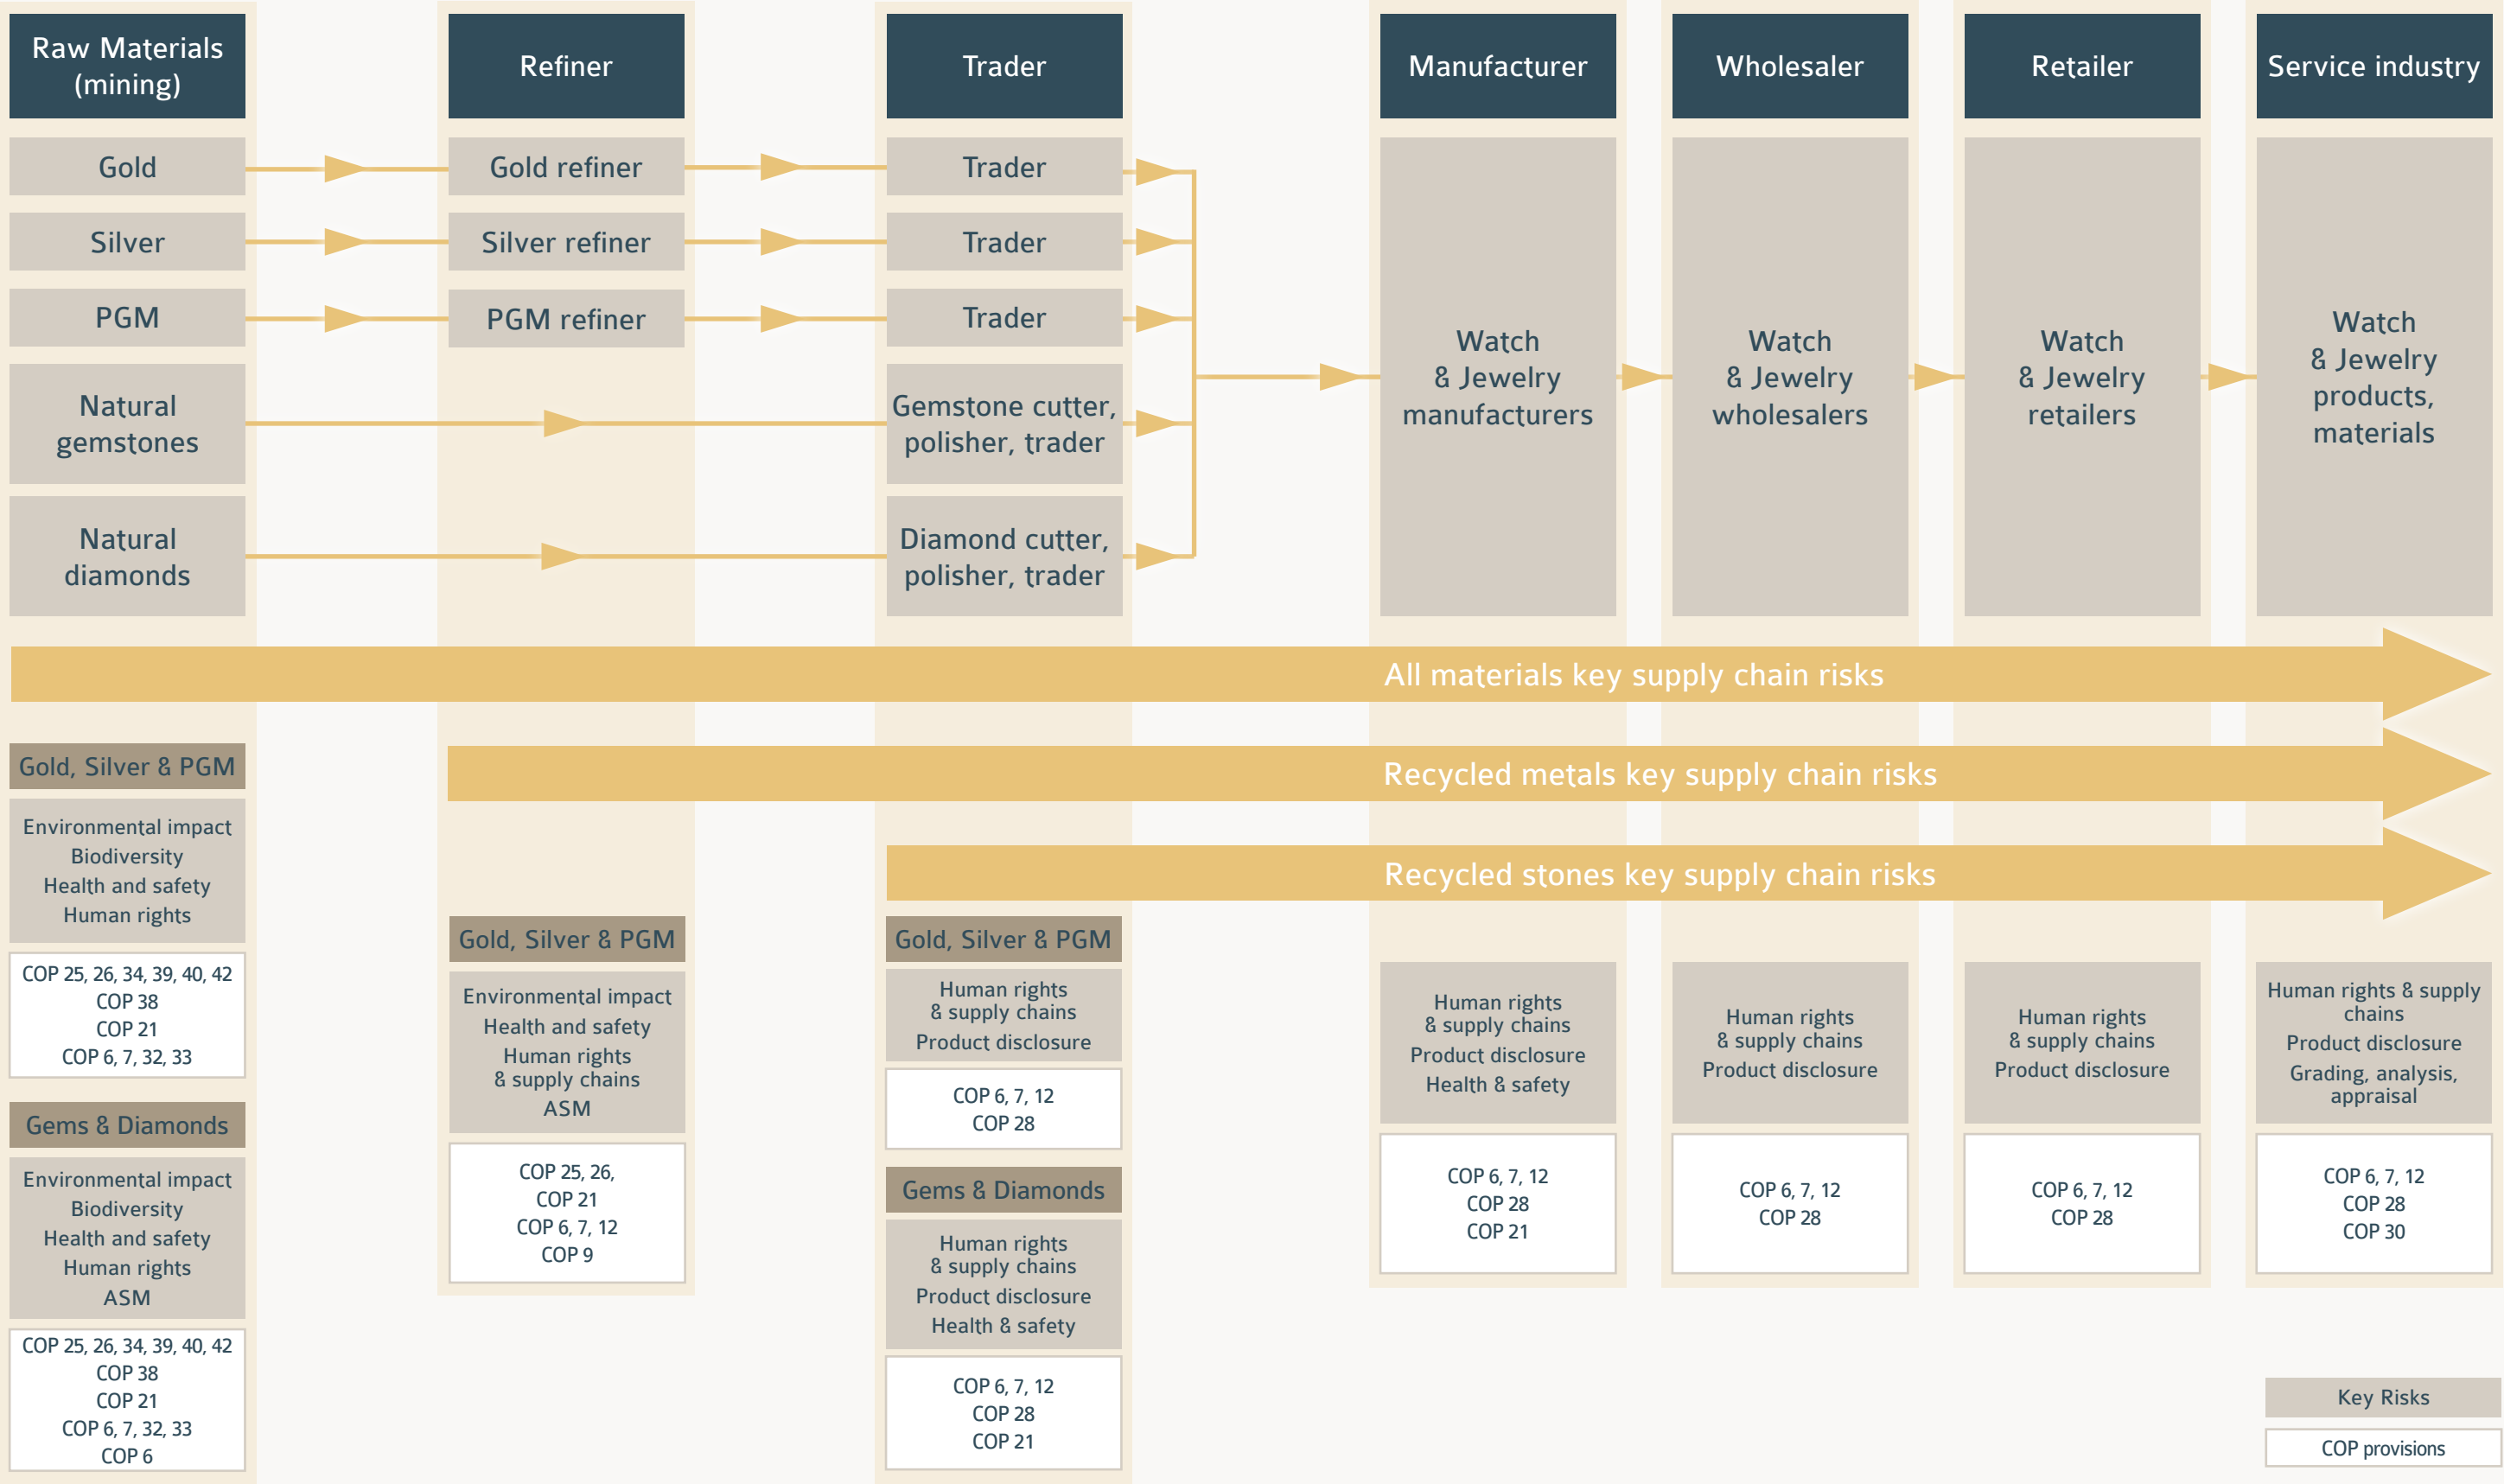 Raw Materials
(mining)
Refiner
Trader
Manufacturer
Wholesaler
Retailer
Service industry
Gold
Gold refiner
Trader
Silver
Silver refiner
Trader
PGM
PGM refiner
Trader
Natural
gemstones
Gemstone cutter,
polisher, trader
Natural
diamonds
Diamond cutter,
polisher, trader
Watch
& Jewelry
manufacturers
Watch
& Jewelry
wholesalers
Watch
& Jewelry
retailers
Watch
& Jewelry
products,
materials
All materials key supply chain risks
Recycled metals key supply chain risks
Recycled stones key supply chain risks
Gold, Silver & PGM
Environmental impact
Biodiversity
Health and safety
Human rights
COP 25, 26, 34, 39, 40, 42
COP 38
COP 21
COP 6, 7, 32, 33
Gems & Diamonds
Environmental impact
Biodiversity
Health and safety
Human rights
ASM
COP 25, 26, 34, 39, 40, 42
COP 38
COP 21
COP 6, 7, 32, 33
COP 6
Gold, Silver & PGM
Environmental impact
Health and safety
Human rights
& supply chains
ASM
COP 25, 26,
COP 21
COP 6, 7, 12
COP 9
Gold, Silver & PGM
Human rights
& supply chains
Product disclosure
COP 6, 7, 12
COP 28
Gems & Diamonds
Human rights
& supply chains
Product disclosure
Health & safety
COP 6, 7, 12
COP 28
COP 21
Human rights
& supply chains
Product disclosure
Health & safety
COP 6, 7, 12
COP 28
COP 21
Human rights
& supply chains
Product disclosure
COP 6, 7, 12
COP 28
Human rights
& supply chains
Product disclosure
COP 6, 7, 12
COP 28
Human rights & supply
chains
Product disclosure
Grading, analysis,
appraisal
COP 6, 7, 12
COP 28
COP 30
Key Risks
COP provisions